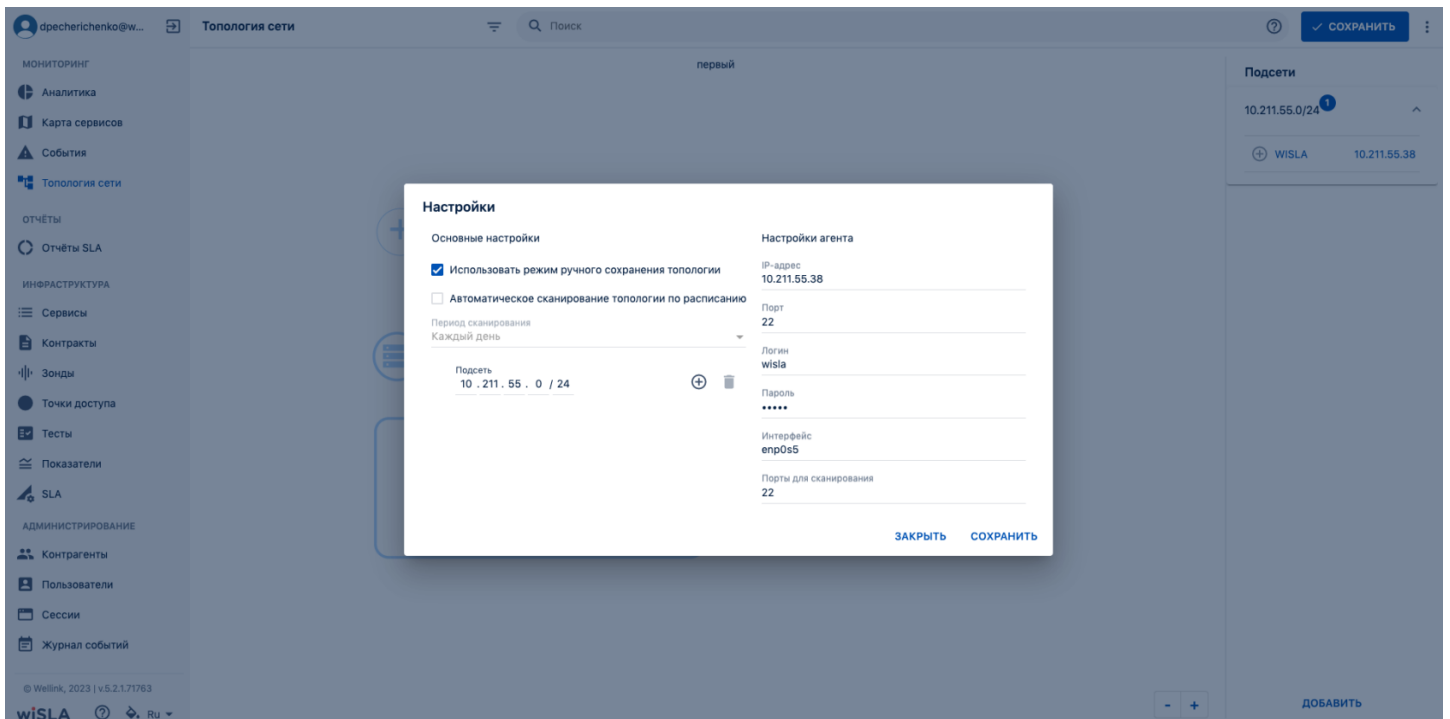 dpecherichenko@w...
Топология сети
Поиск
СОХРАНИТЬ
МОНИТОРИНГ
Аналитика
Карта сервисов
События
Топология сети
ОТЧЁТЫ
Отчёты SLA
ИНФРАСТРУКТУРА
Сервисы
Контракты
Зонды
Точки доступа
Тесты
Показатели
SLA
АДМИНИСТРИРОВАНИЕ
Контрагенты
Пользователи
Сессии
Журнал событий
© Wellink, 2023 | v.5.2.1.71763
wiSLA
Ru
первый
Настройки
Основные настройки
Использовать режим ручного сохранения топологии
Автоматическое сканирование топологии по расписанию
Период сканирования
Каждый день
Подсеть
10 . 211 . 55 . 0 / 24
Настройки агента
IP-адрес
10.211.55.38
Порт
22
Логин
wisla
Пароль
•••••
Интерфейс
enp0s5
Порты для сканирования
22
ЗАКРЫТЬ СОХРАНИТЬ
Подсети
10.211.55.0/24 1
WISLA 10.211.55.38
- +
ДОБАВИТЬ